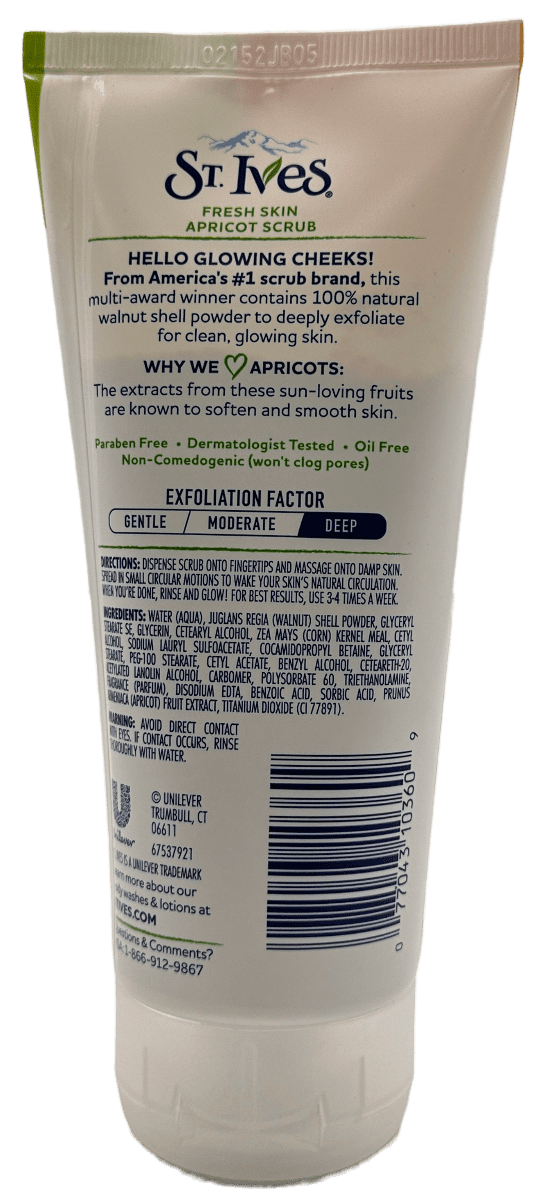 02152JB05
ST. IVES®
FRESH SKIN
APRICOT SCRUB
HELLO GLOWING CHEEKS!
From America's #1 scrub brand, this
multi-award winner contains 100% natural
walnut shell powder to deeply exfoliate
for clean, glowing skin.
WHY WE APRICOTS:
The extracts from these sun-loving fruits
are known to soften and smooth skin.
Paraben Free • Dermatologist Tested • Oil Free
Non-Comedogenic (won't clog pores)
EXFOLIATION FACTOR
GENTLE / MODERATE DEEP
DIRECTIONS: DISPENSE SCRUB ONTO FINGERTIPS AND MASSAGE ONTO DAMP SKIN.
SPREAD IN SMALL CIRCULAR MOTIONS TO WAKE YOUR SKIN'S NATURAL CIRCULATION.
WHEN YOU'RE DONE, RINSE AND GLOW! FOR BEST RESULTS, USE 3-4 TIMES A WEEK.
INGREDIENTS: WATER (AQUA), JUGLANS REGIA (WALNUT) SHELL POWDER, GLYCERYL
STEARATE SE, GLYCERIN, CETEARYL ALCOHOL, ZEA MAYS (CORN) KERNEL MEAL, CETYL
ALCOHOL, SODIUM LAURYL SULFOACETATE, COCAMIDOPROPYL BETAINE, GLYCERYL
STEARATE, PEG-100 STEARATE, CETYL ACETATE, BENZYL ALCOHOL, CETEARETH-20,
ACETYLATED LANOLIN ALCOHOL, CARBOMER, POLYSORBATE 60, TRIETHANOLAMINE,
FRAGRANCE (PARFUM), DISODIUM EDTA, BENZOIC ACID, SORBIC ACID, PRUNUS
ARMENIACA (APRICOT) FRUIT EXTRACT, TITANIUM DIOXIDE (CI 77891).
WARNING: AVOID DIRECT CONTACT
WITH EYES. IF CONTACT OCCURS, RINSE
THOROUGHLY WITH WATER.
© UNILEVER
TRUMBULL, CT
06611
Unilever
67537921
IVES IS A UNILEVER TRADEMARK
more about our
washes & lotions at
IVES.COM
& Comments?
1-866-912-9867
0 77043 10360 9